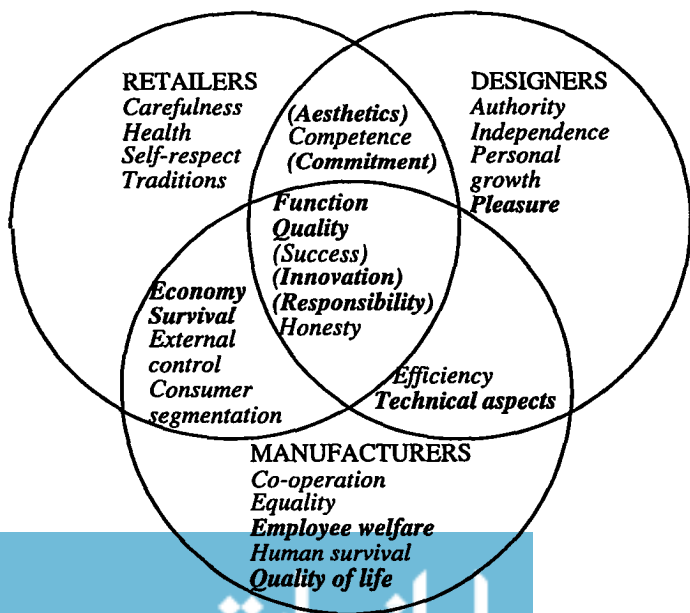 RETAILERS
Carefulness
Health
Self-respect
Traditions
(Aesthetics)
Competence
(Commitment)
DESIGNERS
Authority
Independence
Personal
growth
Pleasure
Function
Quality
(Success)
(Innovation)
(Responsibility)
Honesty
Economy
Survival
External
control
Consumer
segmentation
Efficiency
Technical aspects
MANUFACTURERS
Co-operation
Equality
Employee welfare
Human survival
Quality of life